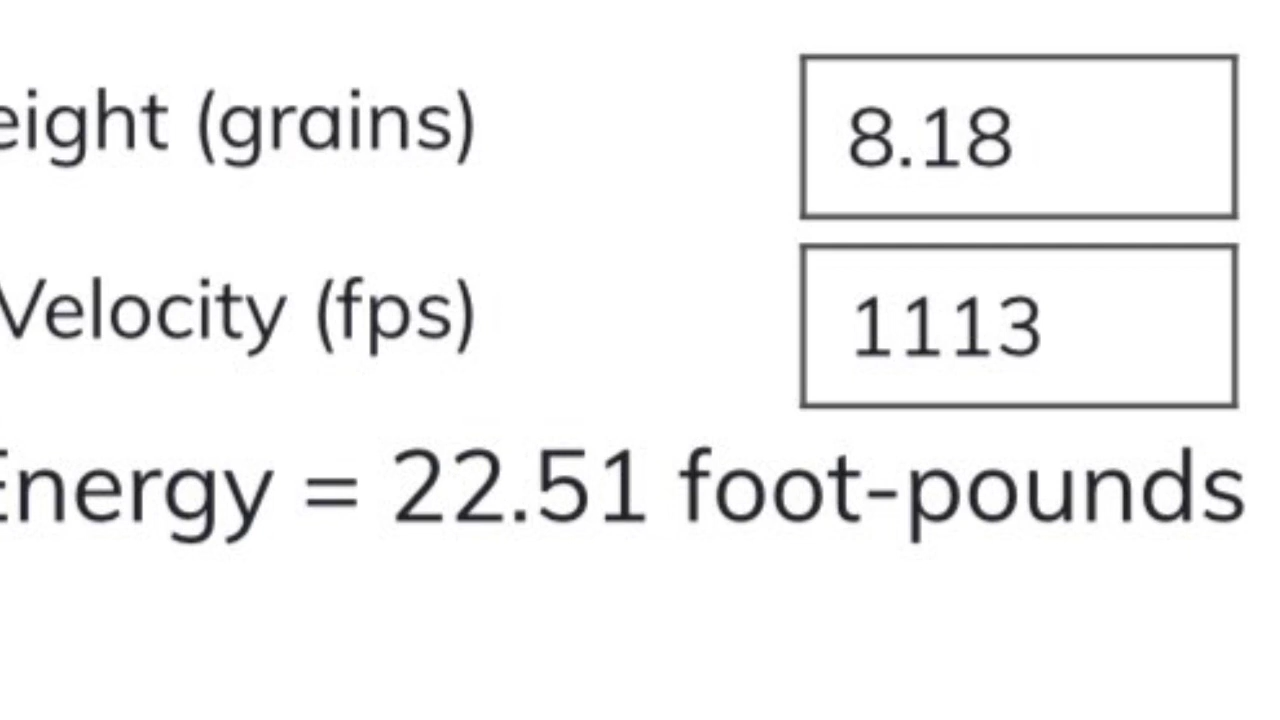 eight (grains) 8.18
Velocity (fps) 1113
Energy = 22.51 foot-pounds